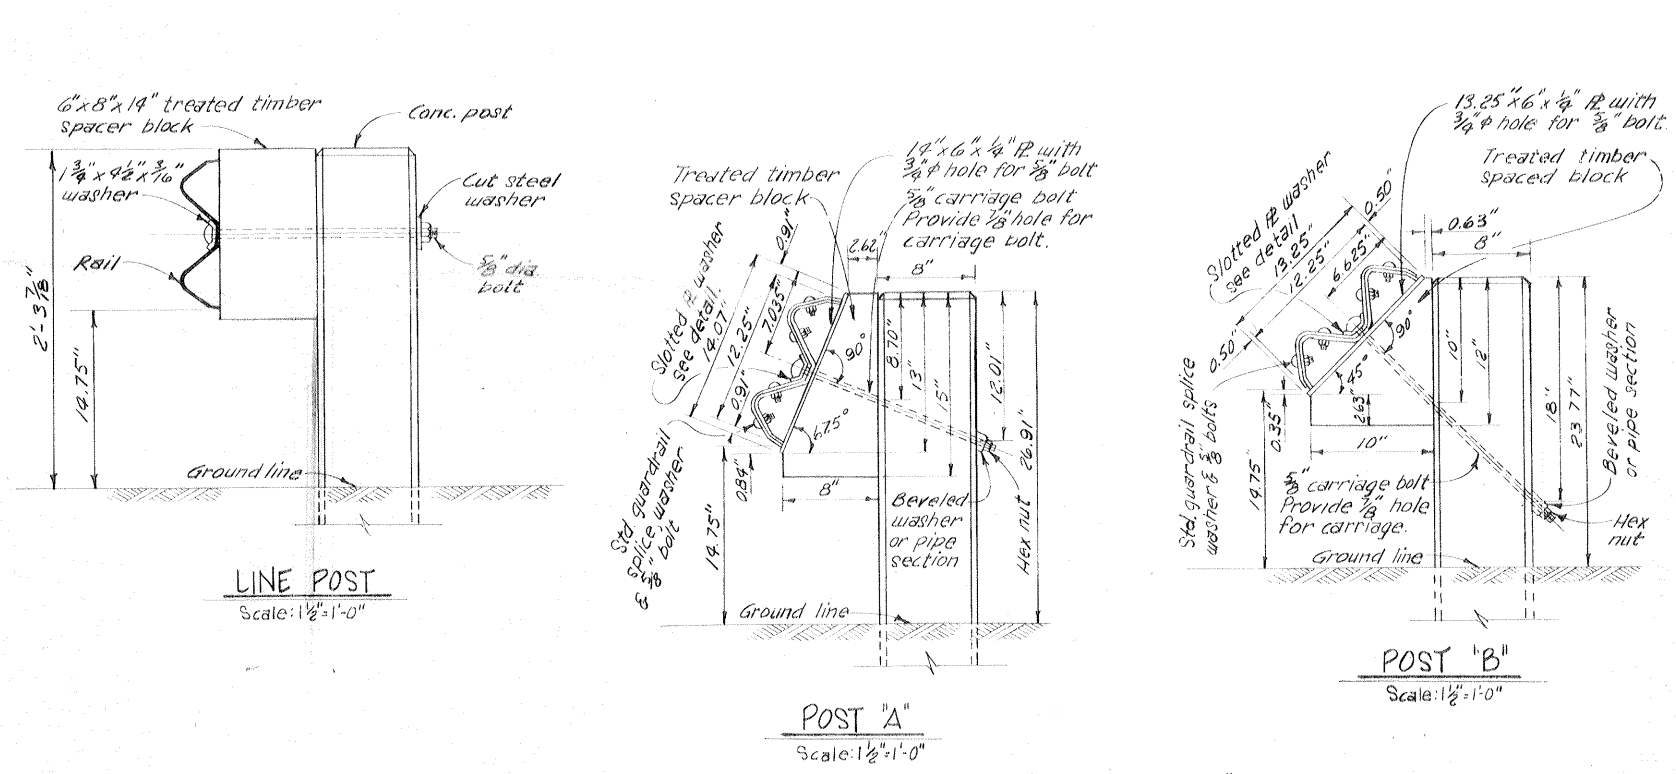 6"x8"x14" treated timber
spacer block
Conc. post
1 3/4" x 4 1/2" x 3/16"
washer
Cut steel
washer
Rail
5/8" dia.
bolt
2'-3 7/8"
14.75"
Ground line
LINE POST
Scale: 1 1/2"=1'-0"
Treated timber
spacer block
14"x6"x1/4" PL with
3/4" φ hole for 5/8" bolt
5/8" carriage bolt
Provide 7/8" hole for
carriage bolt.
Slotted PL washer
see detail.
14.07"
12.25"
7.035"
0.91"
0.91"
2.62"
8"
90°
67.5°
8.70"
13"
15"
12.01"
26.91"
0.84"
14.75"
8"
Std. guardrail
splice, washer
& 5/8" bolt
Beveled
washer
or pipe
section
Hex nut
Ground line
POST "A"
Scale: 1 1/2"=1'-0"
13.25"x6"x1/4" PL with
3/4" φ hole for 5/8" bolt.
Treated timber
spaced block
Slotted PL washer
See detail
13.25"
12.25"
6.625"
0.50"
0.50"
0.63"
8"
90°
45°
10"
12"
18"
23.77"
2.63"
0.35"
14.75"
10"
Std. guardrail splice
washer & 5/8" bolts
5/8" carriage bolt
Provide 7/8" hole
for carriage.
Beveled washer
or pipe section
Hex
nut
Ground line
POST "B"
Scale: 1 1/2"=1'-0"